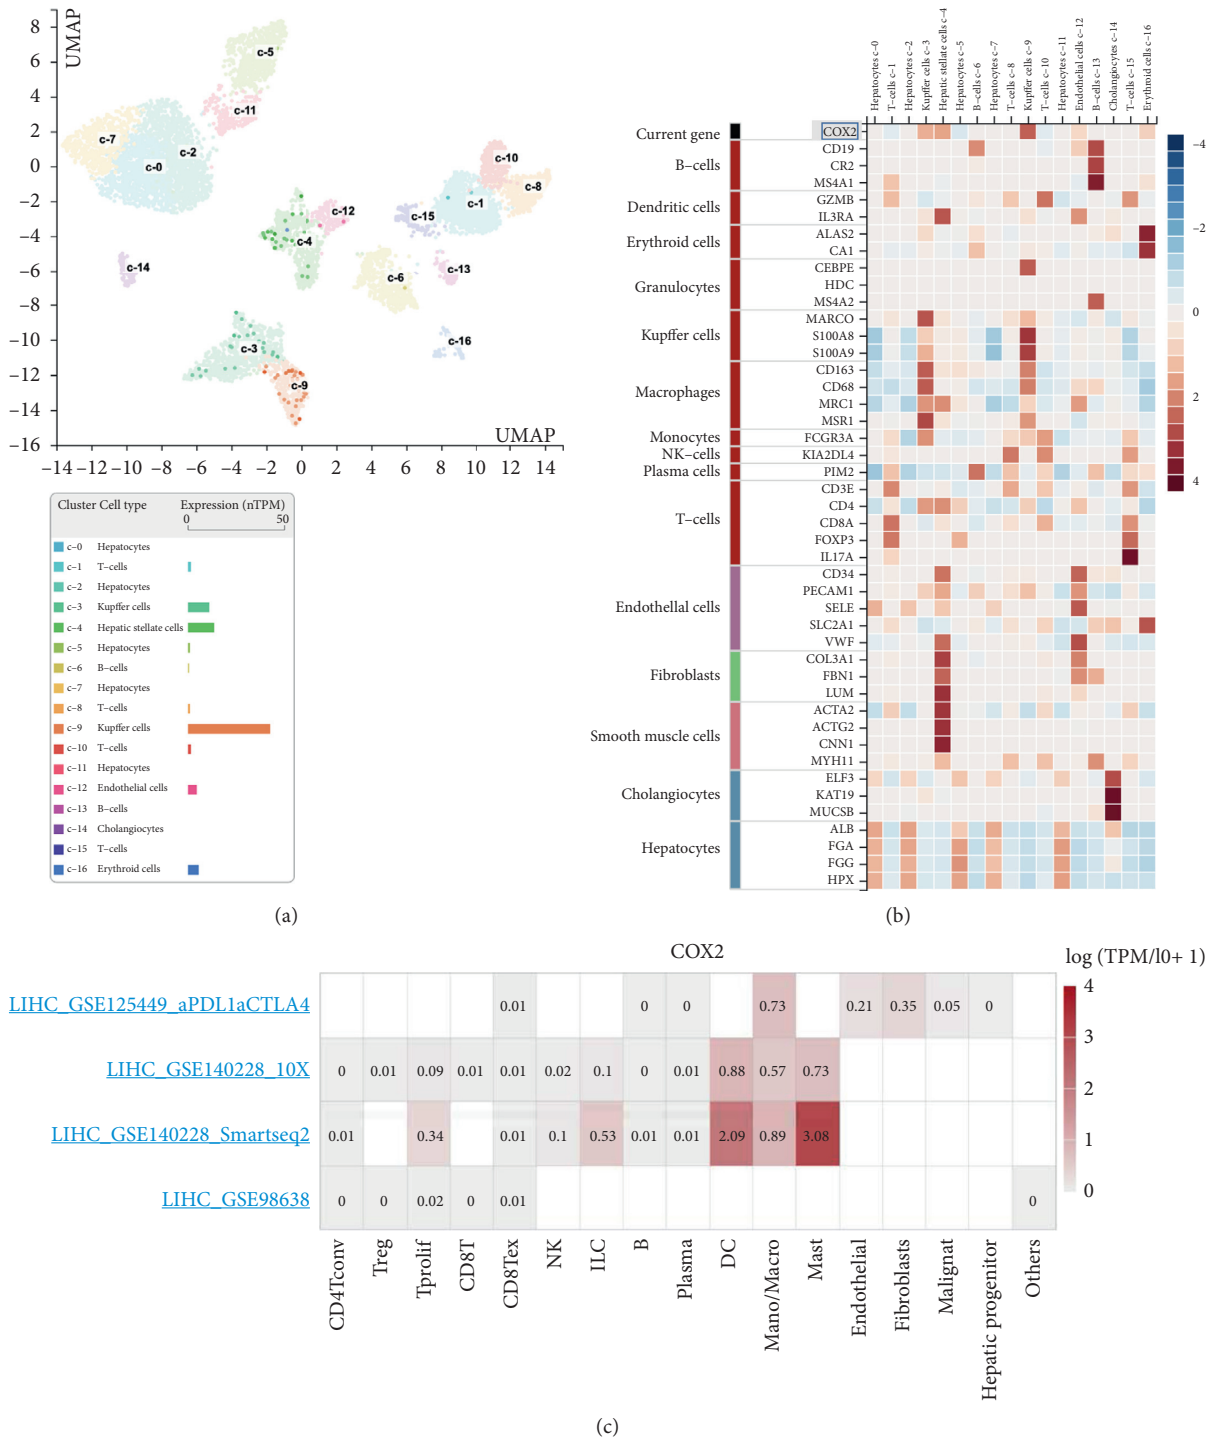 UMAP
8
6
4
2
0
−2
−4
−6
−8
−10
−12
−14
−16
−14 −12 −10 −8 −6 −4 −2 0 2 4 6 8 10 12 14
UMAP
c-5
c-11
c-7
c-2
c-0
c-10
c-8
c-1
c-15
c-12
c-4
c-14
c-13
c-6
c-16
c-3
c-9
Cluster Cell type Expression (nTPM)
0 50
c−0 Hepatocytes
c−1 T−cells
c−2 Hepatocytes
c−3 Kupffer cells
c−4 Hepatic stellate cells
c−5 Hepatocytes
c−6 B−cells
c−7 Hepatocytes
c−8 T−cells
c−9 Kupffer cells
c−10 T−cells
c−11 Hepatocytes
c−12 Endothelial cells
c−13 B−cells
c−14 Cholangiocytes
c−15 T−cells
c−16 Erythroid cells
(a)
Hepatocytes c−0
T−cells c−1
Hepatocytes c−2
Kupffer cells c−3
Hepatic stellate cells c−4
Hepatocytes c−5
B−cells c−6
Hepatocytes c−7
T−cells c−8
Kupffer cells c−9
T−cells c−10
Hepatocytes c−11
Endothelial cells c−12
B−cells c−13
Cholangiocytes c−14
T−cells c−15
Erythroid cells c−16
Current gene
B−cells
Dendritic cells
Erythroid cells
Granulocytes
Kupffer cells
Macrophages
Monocytes
NK−cells
Plasma cells
T−cells
Endothellal cells
Fibroblasts
Smooth muscle cells
Cholangiocytes
Hepatocytes
COX2
CD19
CR2
MS4A1
GZMB
IL3RA
ALAS2
CA1
CEBPE
HDC
MS4A2
MARCO
S100A8
S100A9
CD163
CD68
MRC1
MSR1
FCGR3A
KIA2DL4
PIM2
CD3E
CD4
CD8A
FOXP3
IL17A
CD34
PECAM1
SELE
SLC2A1
VWF
COL3A1
FBN1
LUM
ACTA2
ACTG2
CNN1
MYH11
ELF3
KAT19
MUCSB
ALB
FGA
FGG
HPX
−4
−2
0
2
4
(b)
COX2
log (TPM/l0+ 1)
LIHC_GSE125449_aPDL1aCTLA4 0.01 0 0 0.73 0.21 0.35 0.05 0
LIHC_GSE140228_10X 0 0.01 0.09 0.01 0.01 0.02 0.1 0 0.01 0.88 0.57 0.73
LIHC_GSE140228_Smartseq2 0.01 0.34 0.01 0.1 0.53 0.01 0.01 2.09 0.89 3.08
LIHC_GSE98638 0 0 0.02 0 0.01 0
4
3
2
1
0
CD4Tconv
Treg
Tprolif
CD8T
CD8Tex
NK
ILC
B
Plasma
DC
Mano/Macro
Mast
Endothelial
Fibroblasts
Malignat
Hepatic progenitor
Others
(c)